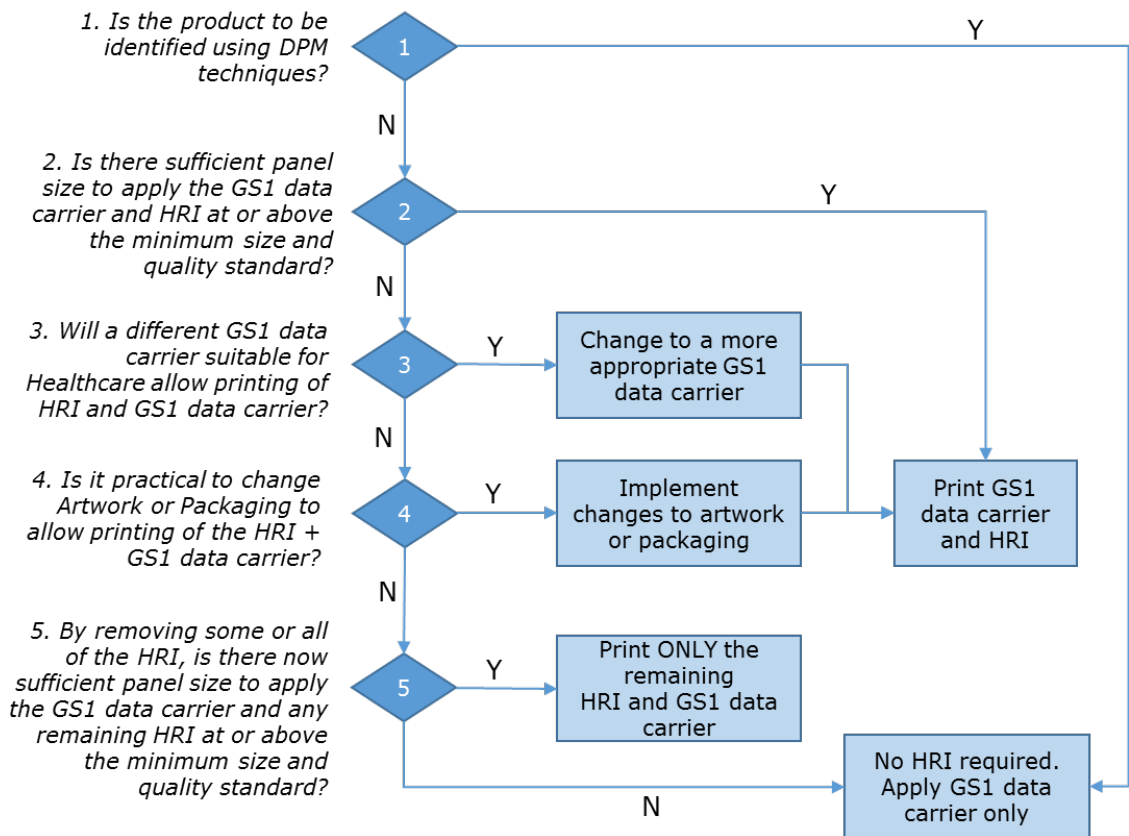 1. Is the product to be
identified using DPM
techniques?
1
Y
N
2. Is there sufficient panel
size to apply the GS1 data
carrier and HRI at or above
the minimum size and
quality standard?
2
Y
N
3. Will a different GS1 data
carrier suitable for
Healthcare allow printing of
HRI and GS1 data carrier?
3
Y
Change to a more
appropriate GS1
data carrier
N
4. Is it practical to change
Artwork or Packaging to
allow printing of the HRI +
GS1 data carrier?
4
Y
Implement
changes to artwork
or packaging
Print GS1
data carrier
and HRI
N
5. By removing some or all
of the HRI, is there now
sufficient panel size to apply
the GS1 data carrier and any
remaining HRI at or above
the minimum size and
quality standard?
5
Y
Print ONLY the
remaining
HRI and GS1 data
carrier
N
No HRI required.
Apply GS1 data
carrier only